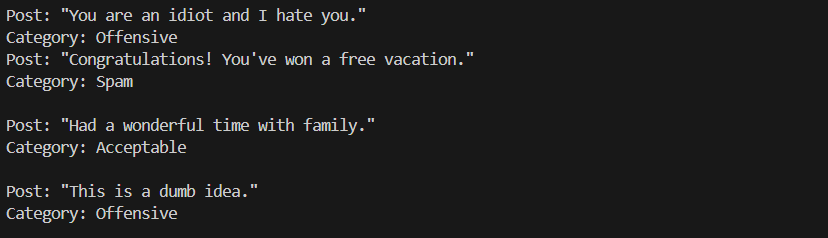 Post: "You are an idiot and I hate you."
Category: Offensive
Post: "Congratulations! You've won a free vacation."
Category: Spam
Post: "Had a wonderful time with family."
Category: Acceptable
Post: "This is a dumb idea."
Category: Offensive